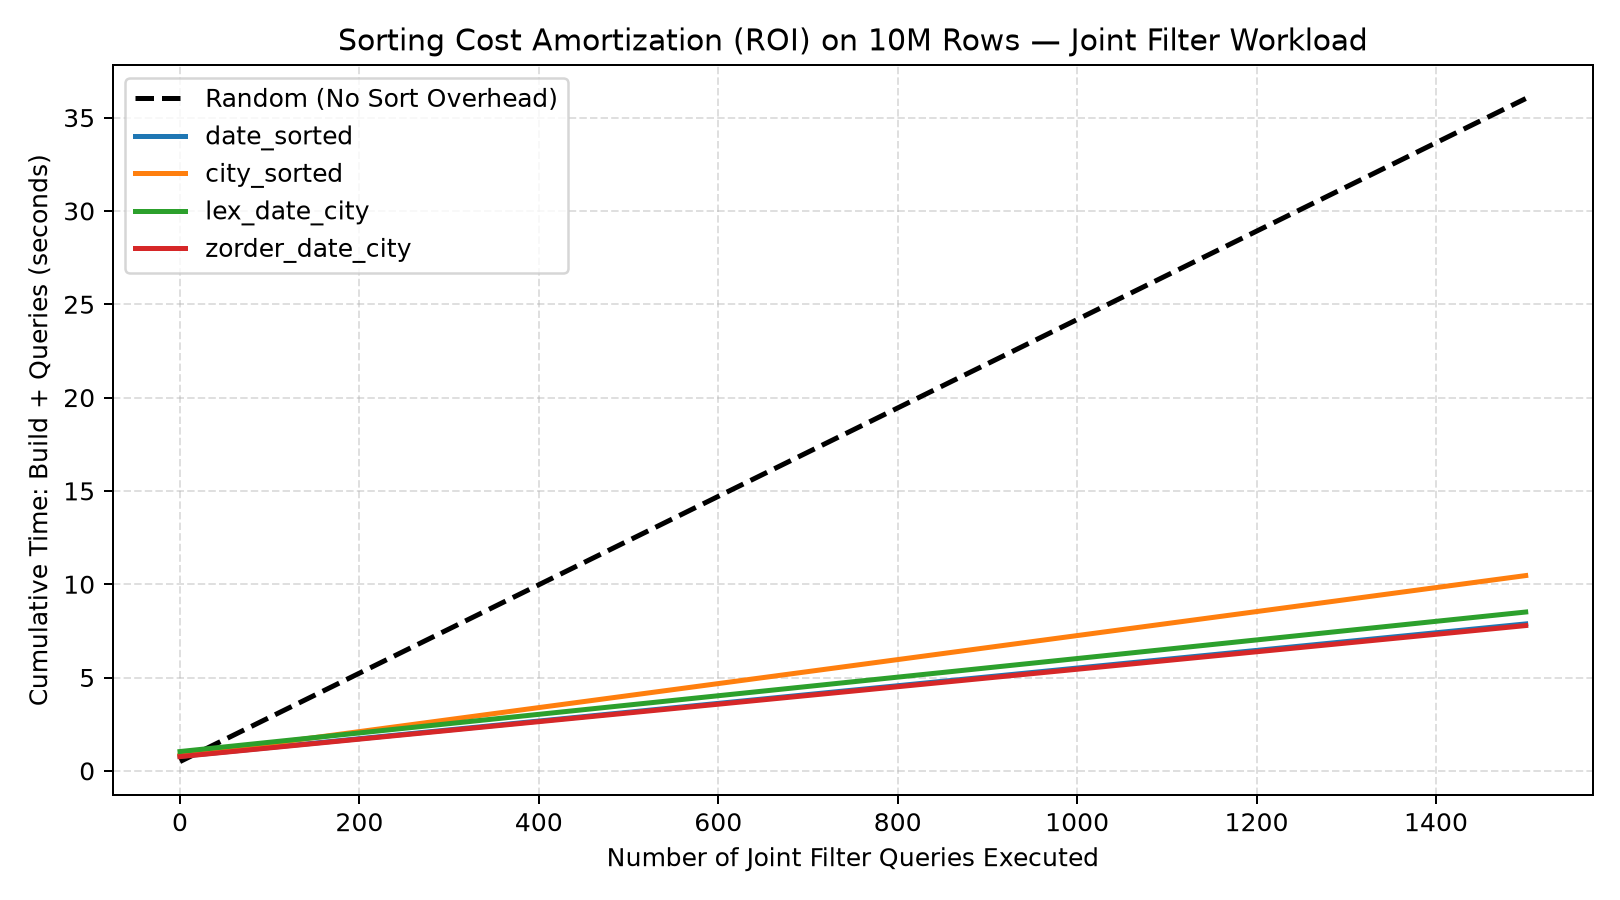 Sorting Cost Amortization (ROI) on 10M Rows — Joint Filter Workload
Random (No Sort Overhead)
date_sorted
city_sorted
lex_date_city
zorder_date_city
Cumulative Time: Build + Queries (seconds)
35
30
25
20
15
10
5
0
0 200 400 600 800 1000 1200 1400
Number of Joint Filter Queries Executed